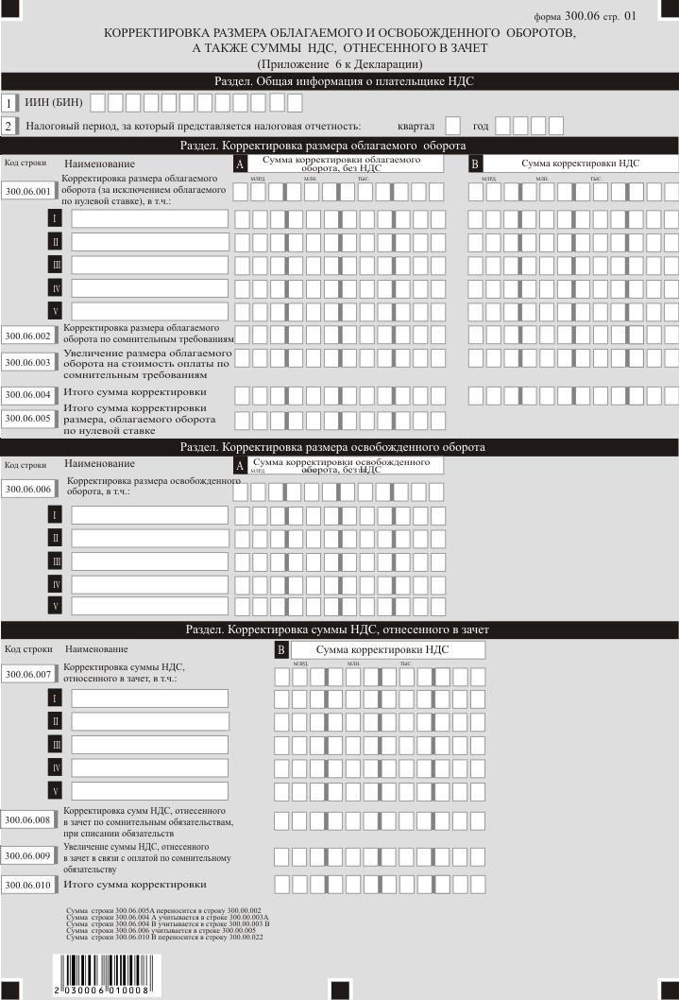 форма 300.06 стр. 01
КОРРЕКТИРОВКА РАЗМЕРА ОБЛАГАЕМОГО И ОСВОБОЖДЕННОГО ОБОРОТОВ,
А ТАКЖЕ СУММЫ НДС, ОТНЕСЕННОГО В ЗАЧЕТ
(Приложение 6 к Декларации)
Раздел. Общая информация о плательщике НДС
1 ИИН (БИН)
2 Налоговый период, за который представляется налоговая отчетность: квартал год
Раздел. Корректировка размера облагаемого оборота
Код строки Наименование A Сумма корректировки облагаемого
оборота, без НДС
B Сумма корректировки НДС
МЛРД. МЛН. ТЫС. МЛРД. МЛН. ТЫС.
300.06.001 Корректировка размера облагаемого
оборота (за исключением облагаемого
по нулевой ставке), в т.ч.:
I
II
III
IV
V
300.06.002 Корректировка размера облагаемого
оборота по сомнительным требованиям
300.06.003 Увеличение размера облагаемого
оборота на стоимость оплаты по
сомнительным требованиям
300.06.004 Итого сумма корректировки
300.06.005 Итого сумма корректировки
размера, облагаемого оборота
по нулевой ставке
Раздел. Корректировка размера освобожденного оборота
Код строки Наименование A Сумма корректировки освобожденного
оборота, без НДС
МЛРД.
300.06.006 Корректировка размера освобожденного
оборота, в т.ч.:
I
II
III
IV
V
Раздел. Корректировка суммы НДС, отнесенного в зачет
Код строки Наименование B Сумма корректировки НДС
МЛРД. МЛН. ТЫС.
300.06.007 Корректировка суммы НДС,
относенного в зачет, в т.ч.:
I
II
III
IV
V
300.06.008 Корректировка сумм НДС, отнесенного
в зачет по сомнительным обязательствам,
при списании обязательств
300.06.009 Увеличение суммы НДС, отнесенного
в зачет в связи с оплатой по сомнительному
обязательству
300.06.010 Итого сумма корректировки
Сумма строки 300.06.005А переносится в строку 300.00.002
Сумма строки 300.06.004 А учитывается в строке 300.00.003А
Сумма строки 300.06.004 В учитывается в строке 300.00.003 В
Сумма строки 300.06.006 учитывается в строке 300.00.005
Сумма строки 300.06.010 В переносится в строку 300.00.022
2 030006 010008